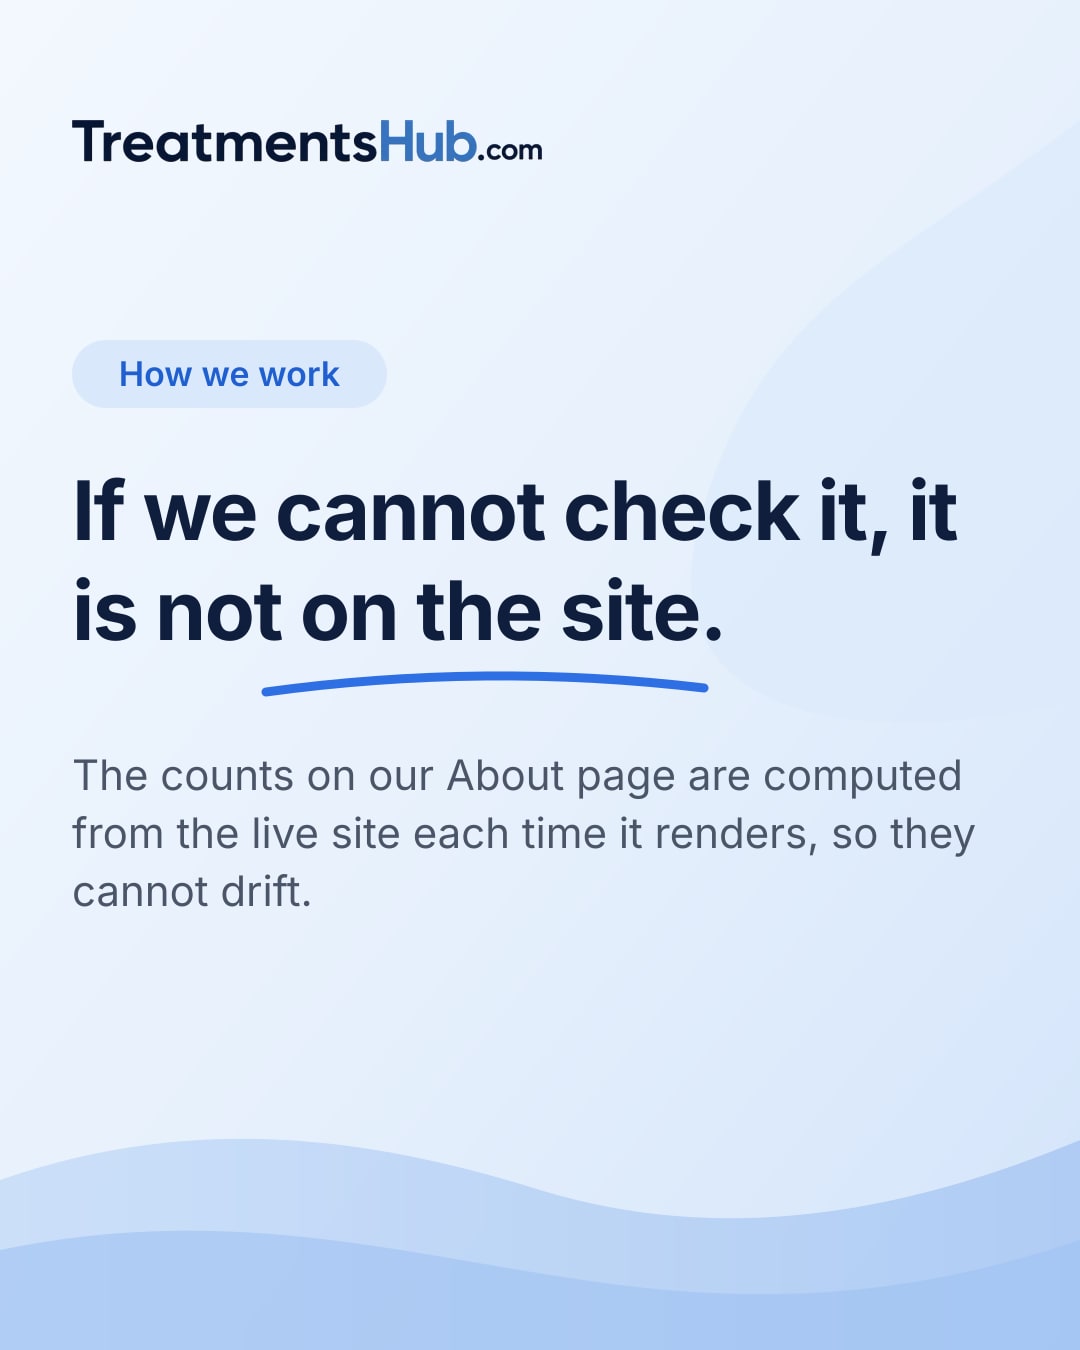 TreatmentsHub.com
How we work
If we cannot check it, it
is not on the site.
The counts on our About page are computed
from the live site each time it renders, so they
cannot drift.